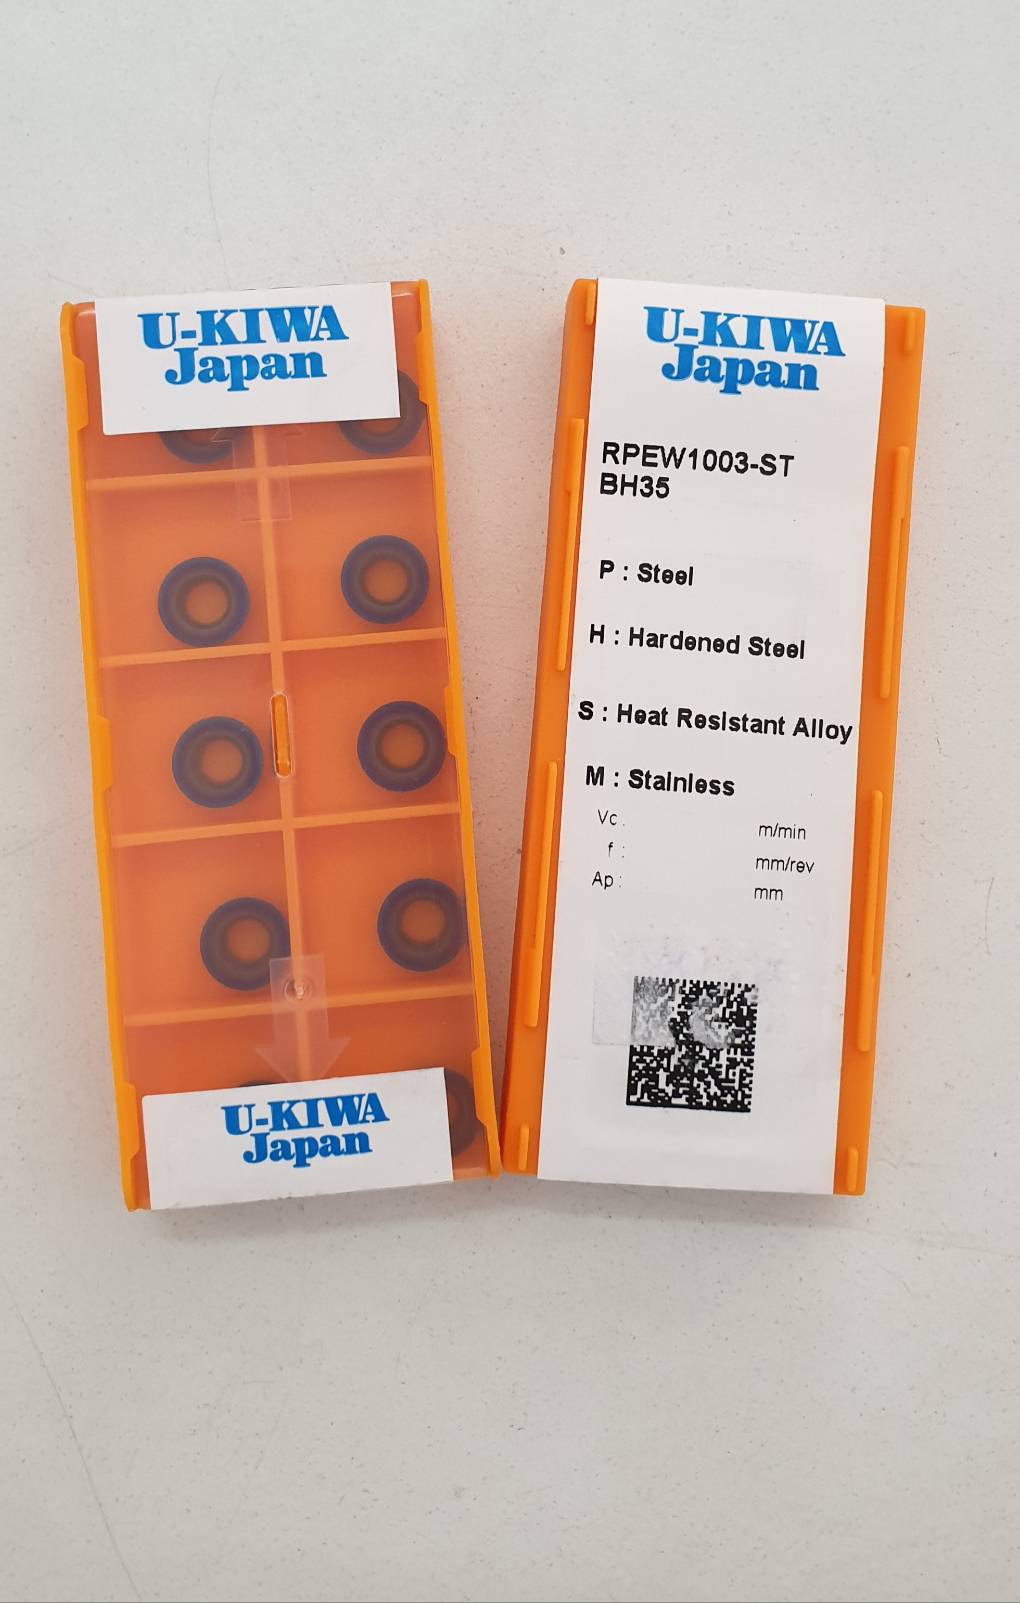 U-KIWA
Japan
U-KIWA
Japan
U-KIWA
Japan
RPEW1003-ST
BH35
P : Steel
H : Hardened Steel
S : Heat Resistant Alloy
M : Stainless
Vc : m/min
f : mm/rev
Ap : mm